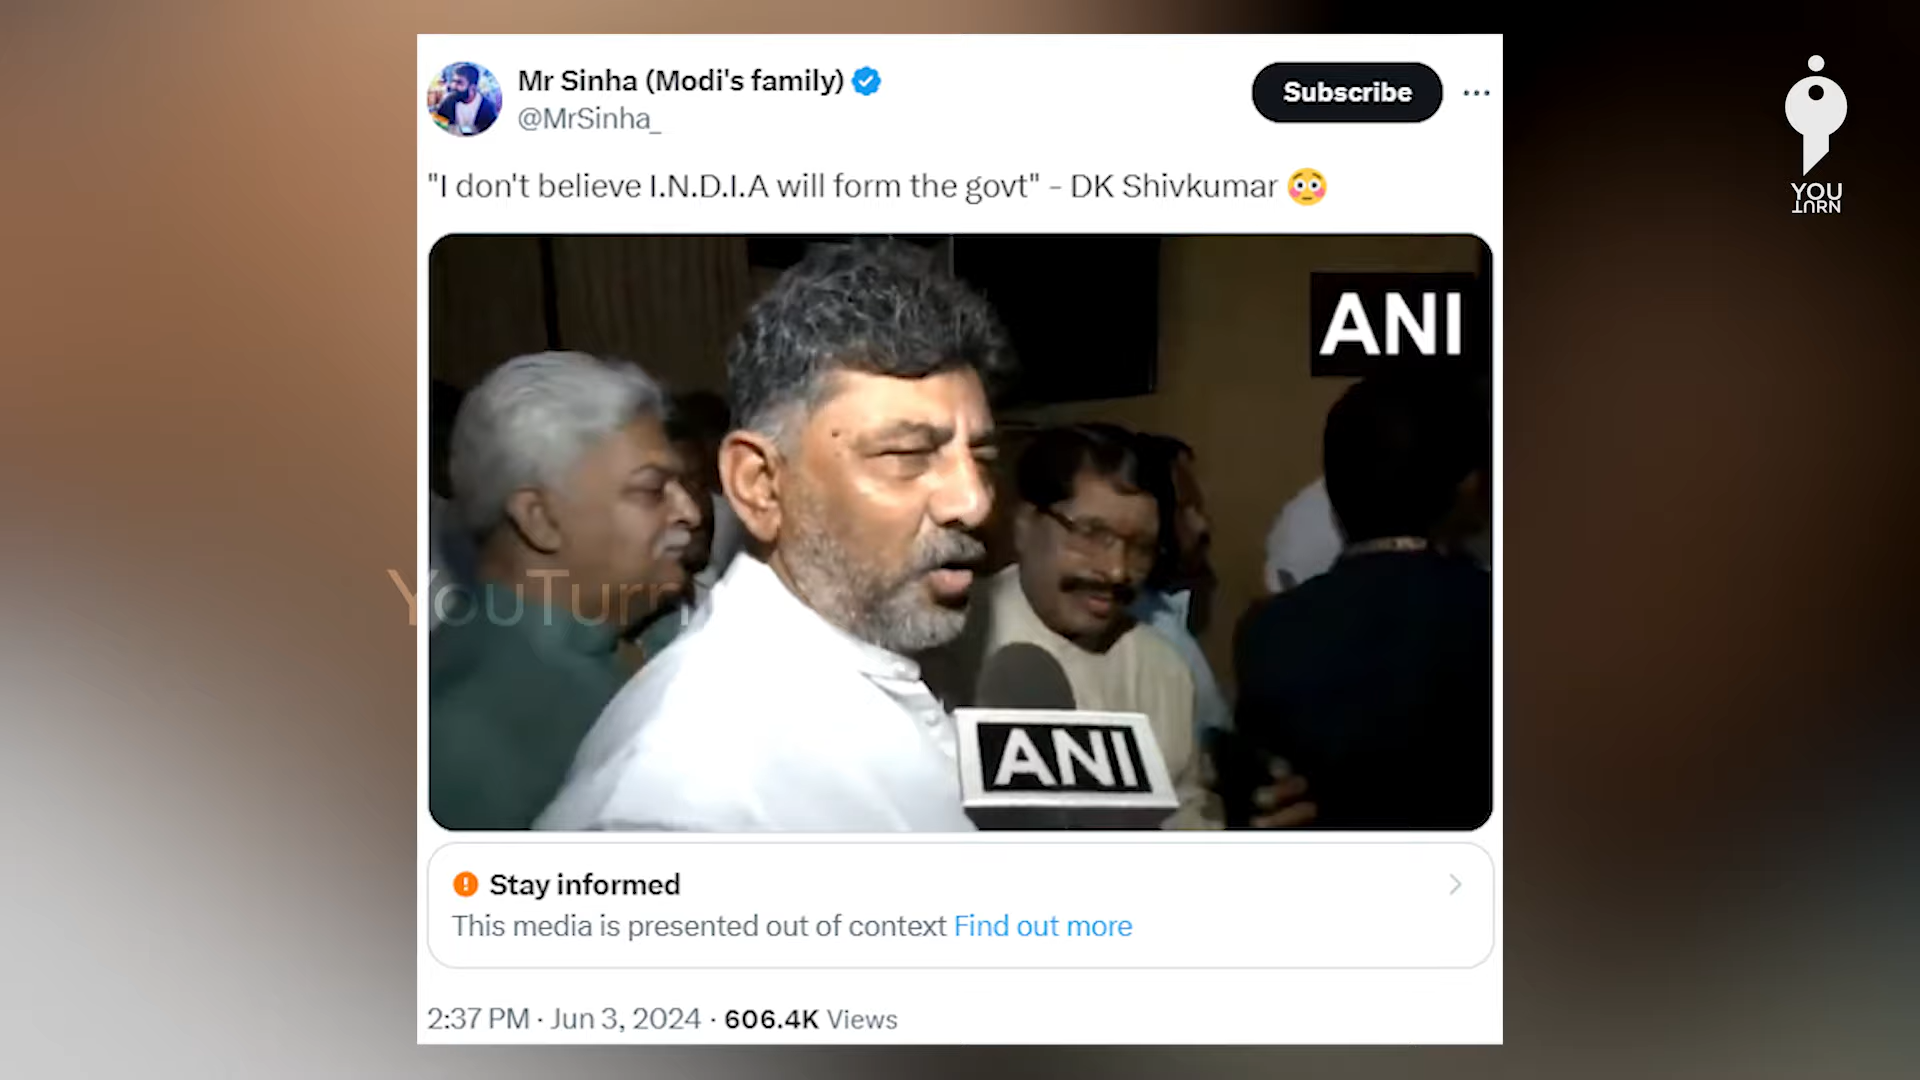 Mr Sinha (Modi's family)
@MrSinha_
Subscribe
"I don't believe I.N.D.I.A will form the govt" - DK Shivkumar 😳
ANI
YouTurn
ANI
Stay informed
This media is presented out of context Find out more
2:37 PM · Jun 3, 2024 · 606.4K Views
YOU
TURN